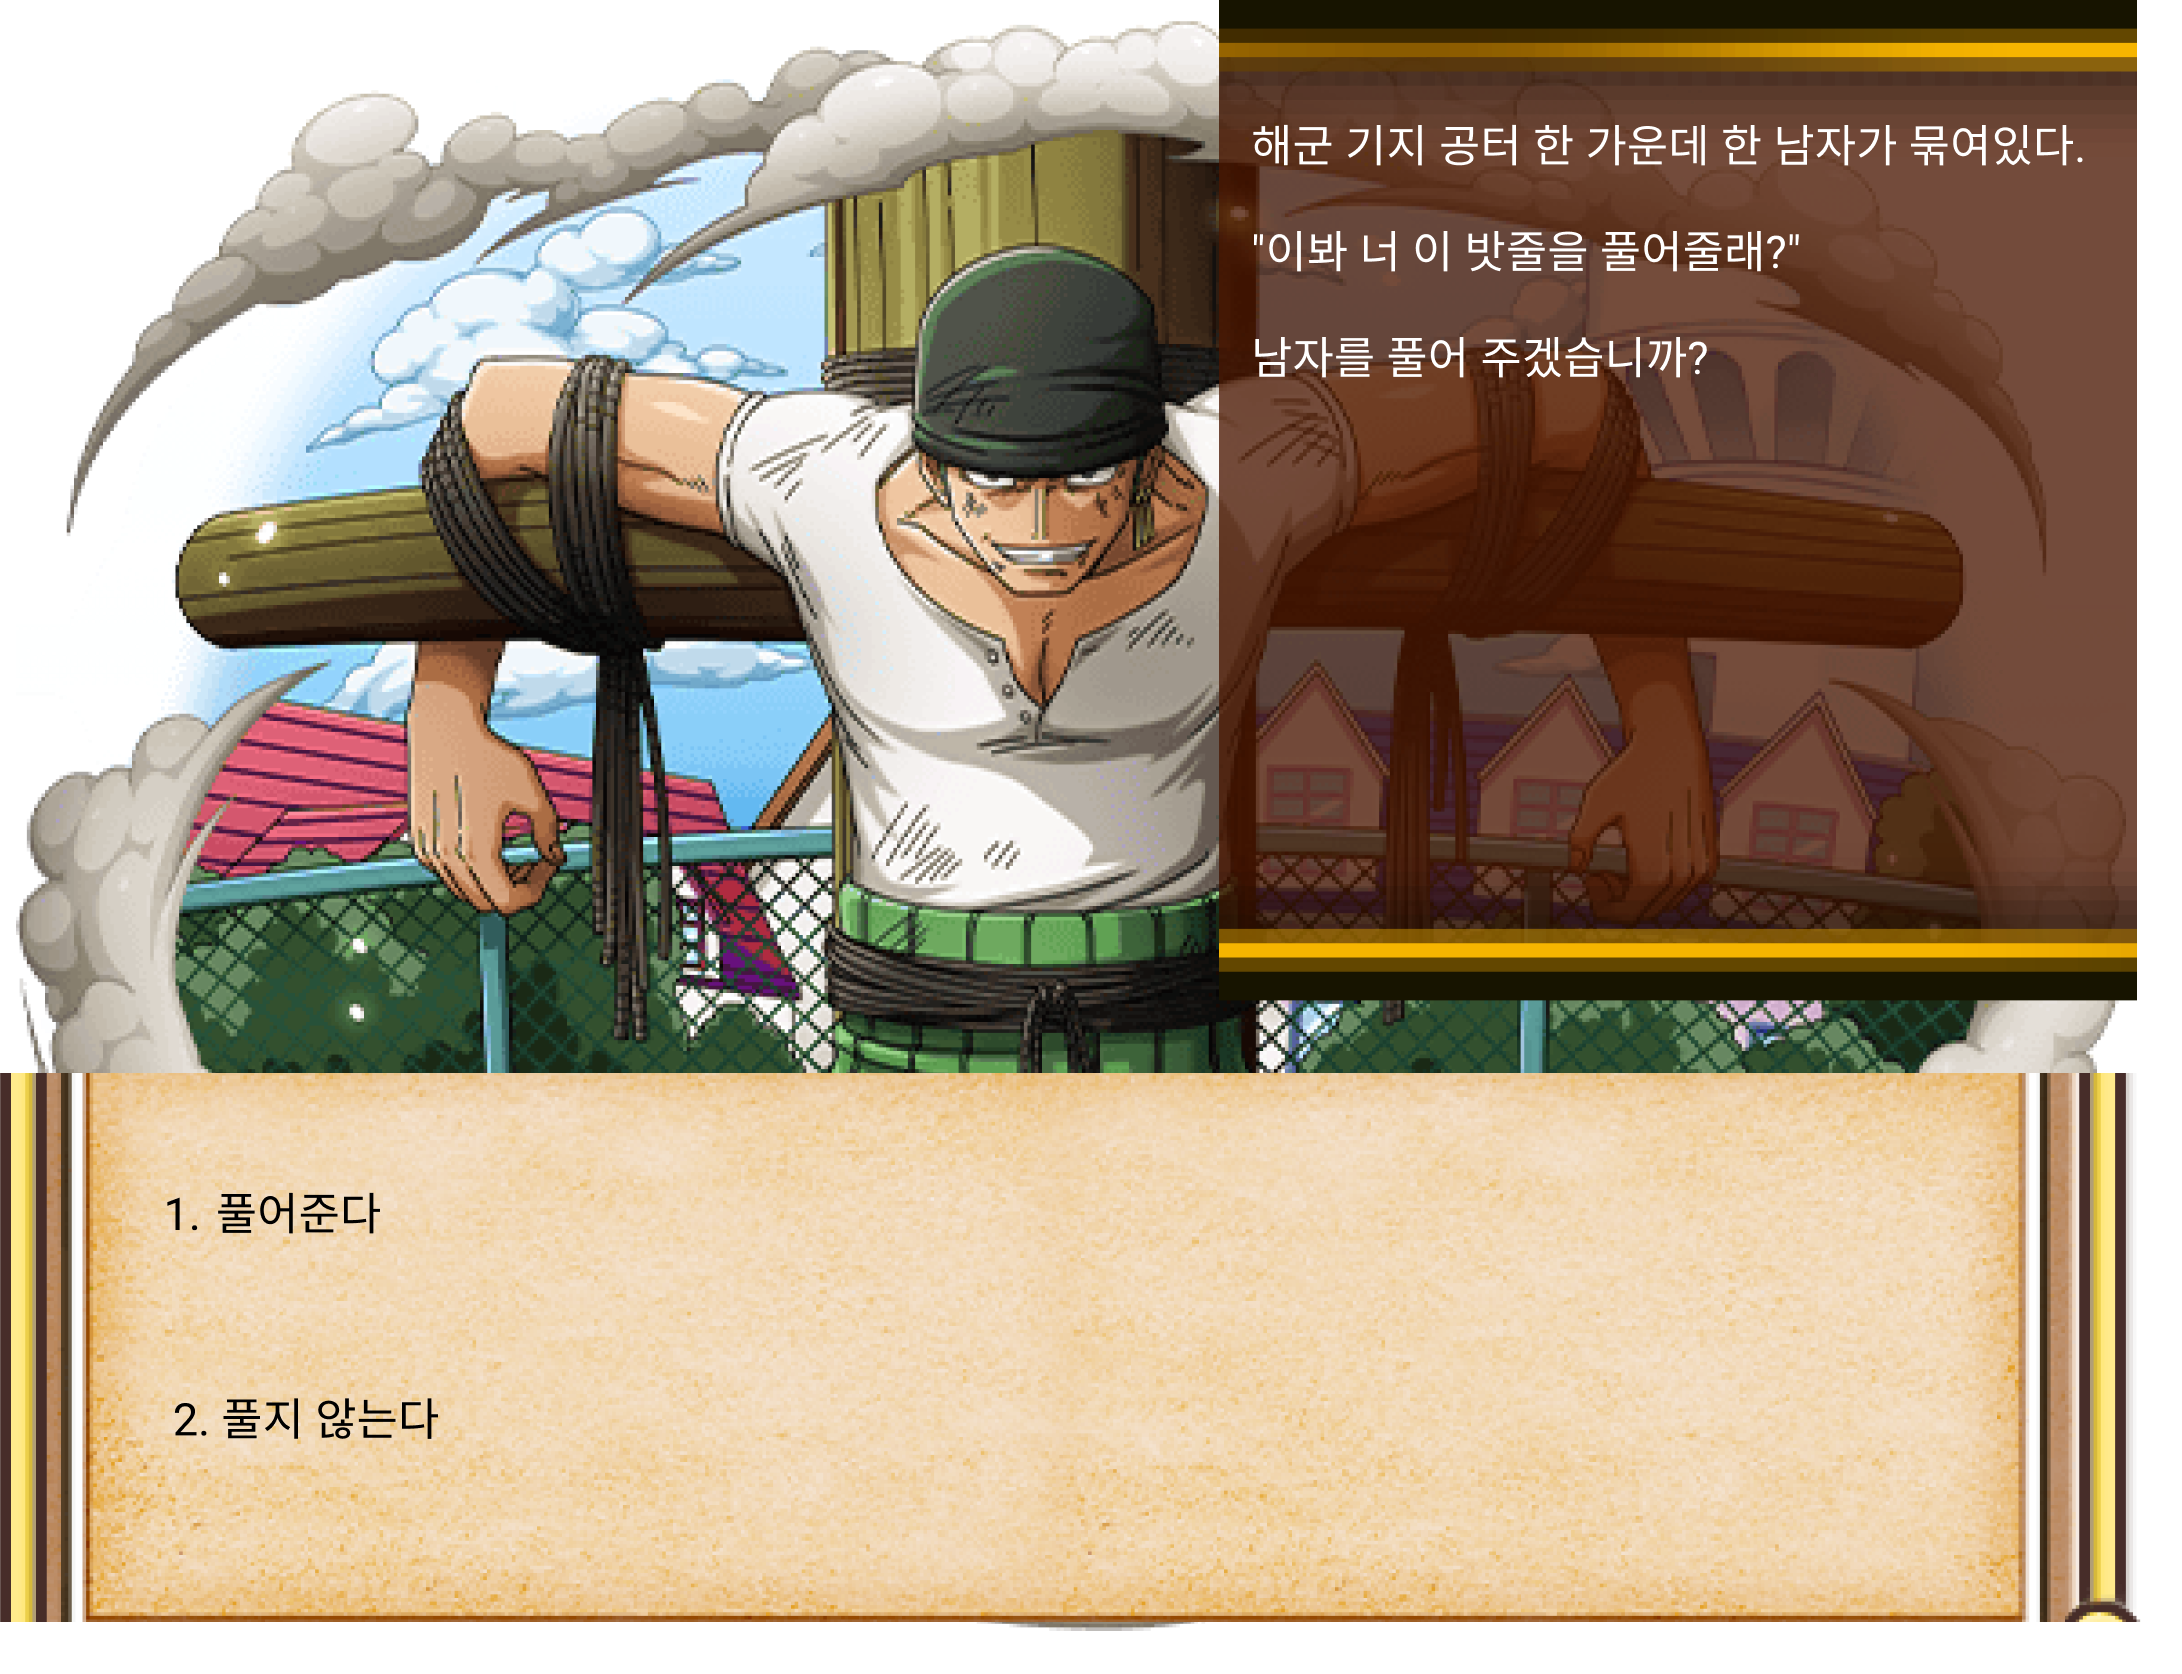 해군 기지 공터 한 가운데 한 남자가 묶여있다.
"이봐 너 이 밧줄을 풀어줄래?"
남자를 풀어 주겠습니까?
1. 풀어준다
2. 풀지 않는다